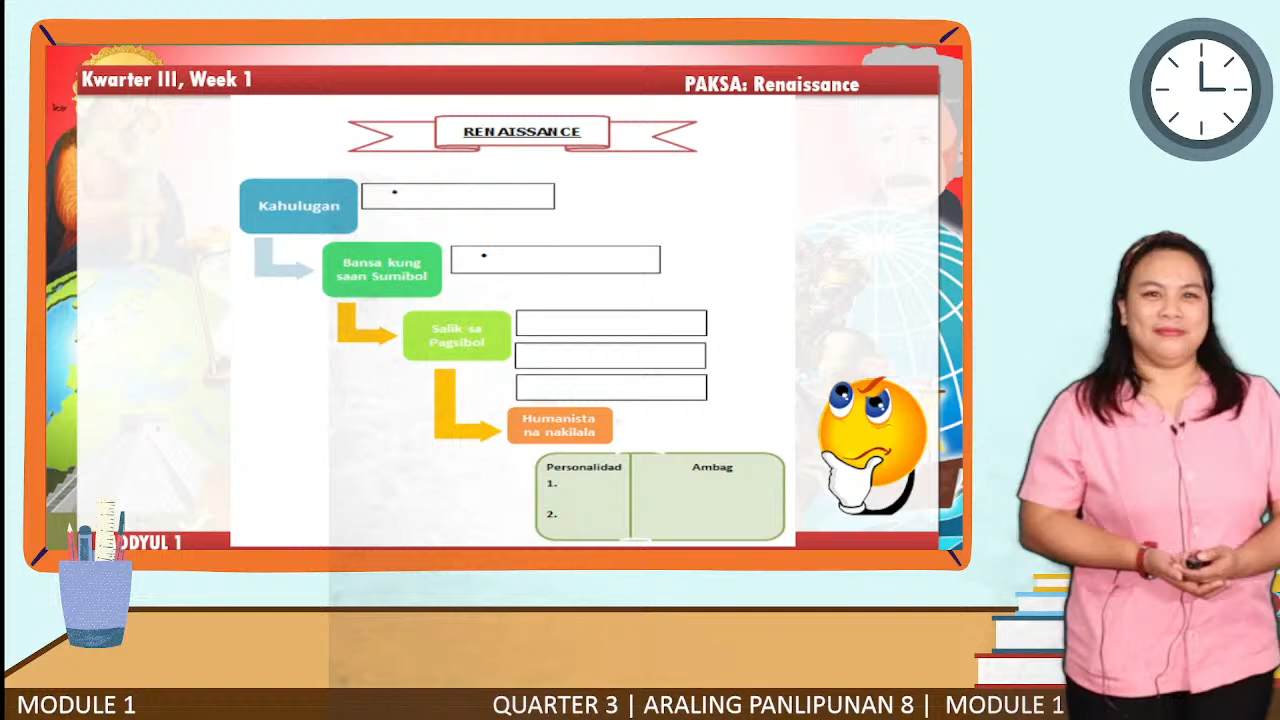 Kwarter III, Week 1
PAKSA: Renaissance
RENAISSANCE
Kahulugan
•
Bansa kung
saan Sumibol
•
Salik sa
Pagsibol
Humanista
na nakilala
Personalidad
Ambag
1.
2.
ODYUL 1
MODULE 1
QUARTER 3 | ARALING PANLIPUNAN 8 | MODULE 1